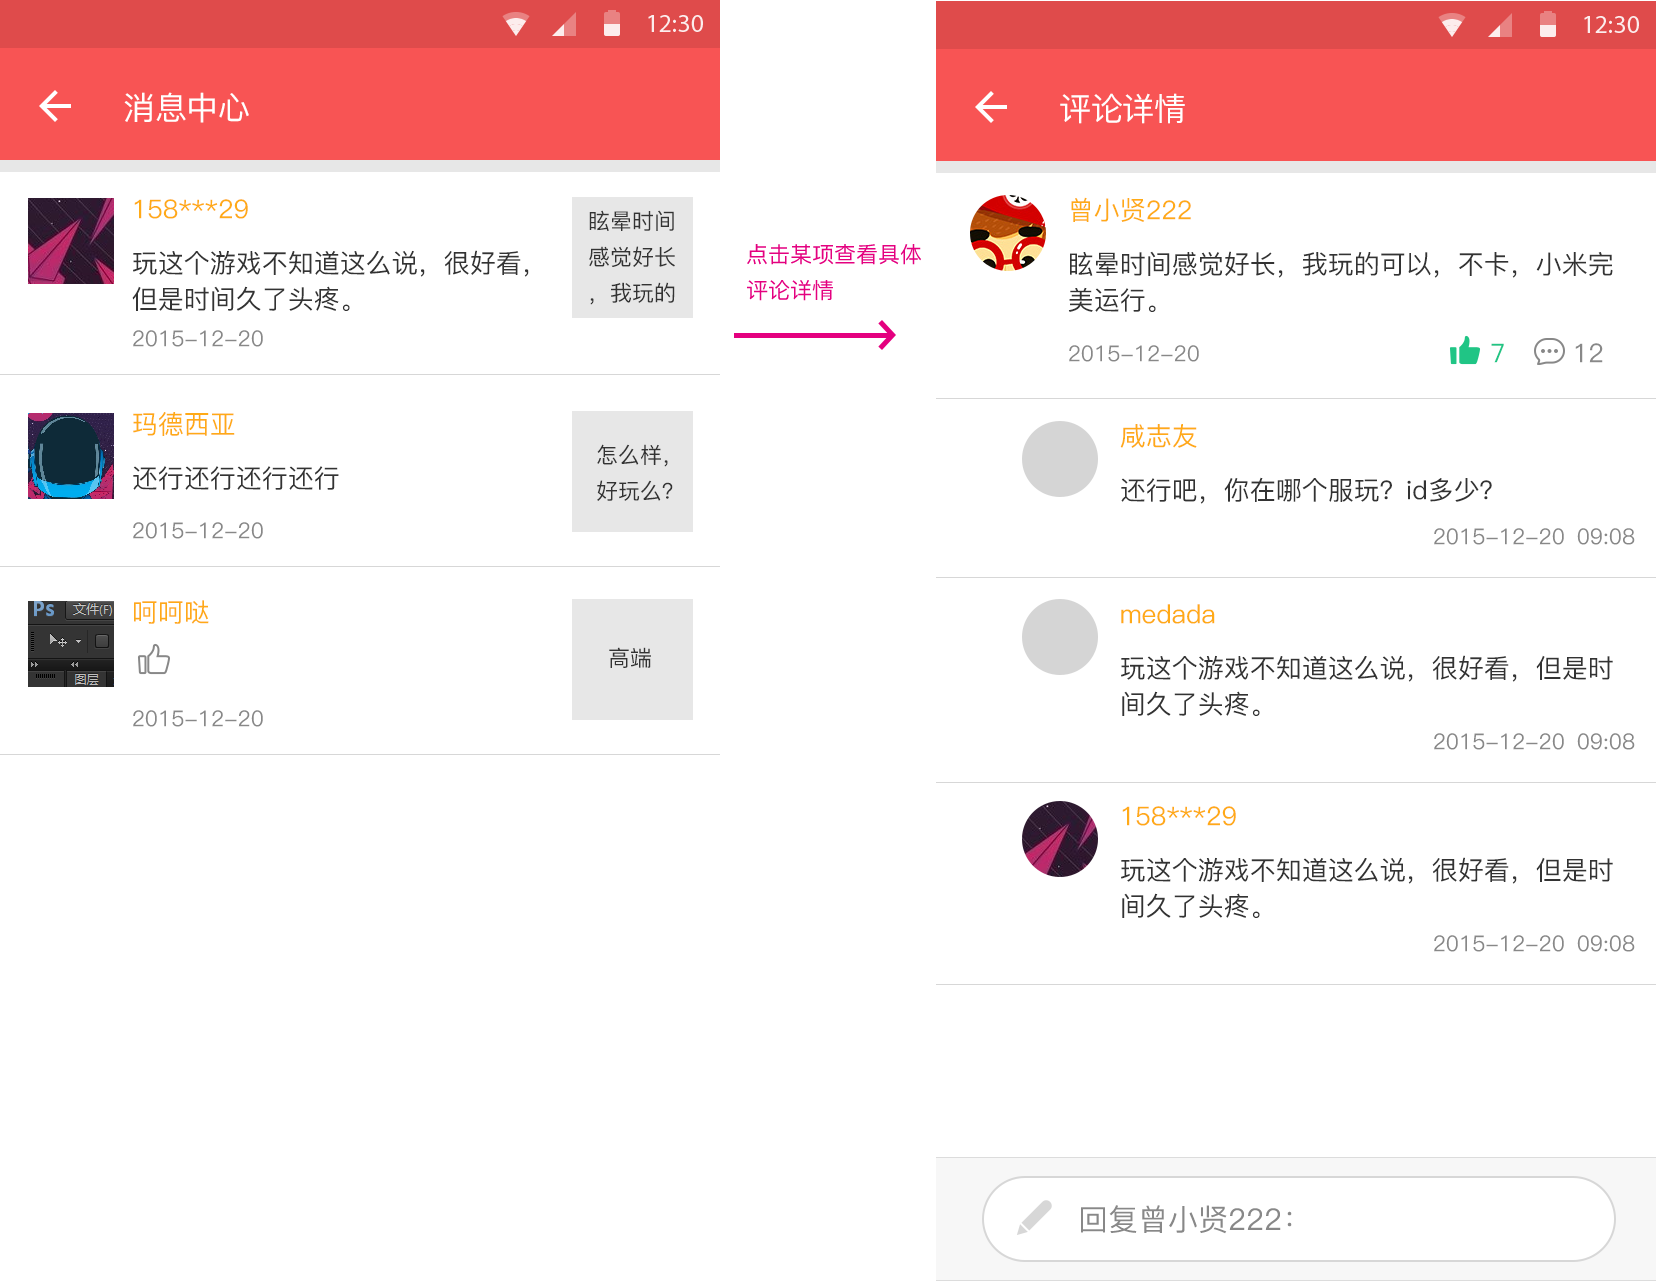 12:30
消息中心
158***29
玩这个游戏不知道这么说，很好看，
但是时间久了头疼。
2015-12-20
眩晕时间
感觉好长
，我玩的
玛德西亚
还行还行还行还行
2015-12-20
怎么样，
好玩么？
Ps 文件(F)
图层
呵呵哒
2015-12-20
高端
点击某项查看具体
评论详情
12:30
评论详情
曾小贤222
眩晕时间感觉好长，我玩的可以，不卡，小米完
美运行。
2015-12-20
7
12
咸志友
还行吧，你在哪个服玩？id多少？
2015-12-20 09:08
medada
玩这个游戏不知道这么说，很好看，但是时
间久了头疼。
2015-12-20 09:08
158***29
玩这个游戏不知道这么说，很好看，但是时
间久了头疼。
2015-12-20 09:08
回复曾小贤222：